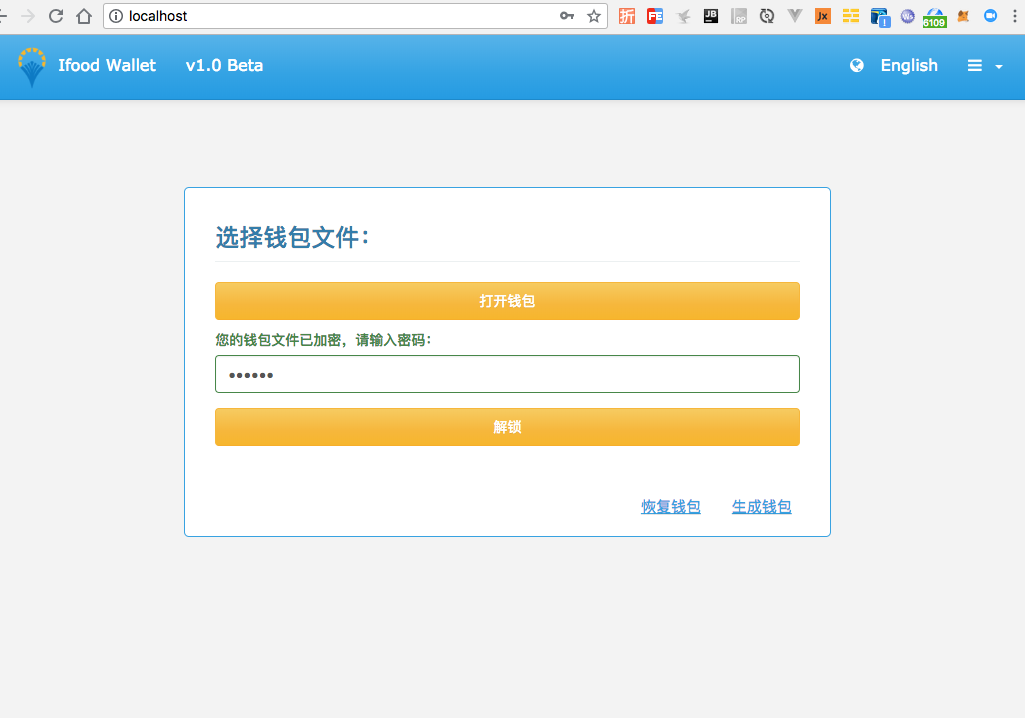 localhost
折 FE JB RP Jx Ws 6109
Ifood Wallet v1.0 Beta English
选择钱包文件：
打开钱包
您的钱包文件已加密，请输入密码：
••••••
解锁
恢复钱包 生成钱包